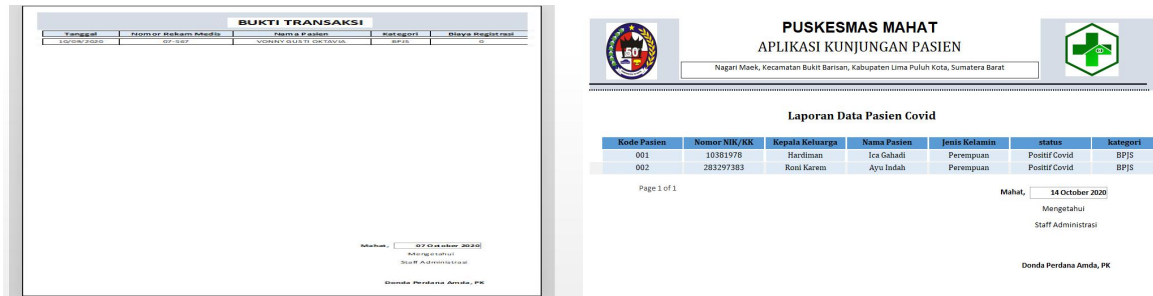 BUKTI TRANSAKSI
Tanggal Nomor Rekam Medis Nama Pasien Kategori Biaya Registrasi
10/09/2020 07-567 VONNY GUSTI OKTAVIA BPJS 0
Mahat, 07 October 2020
Mengetahui
Staff Administrasi
Donda Perdana Amda, PK
PUSKESMAS MAHAT
APLIKASI KUNJUNGAN PASIEN
Nagari Maek, Kecamatan Bukit Barisan, Kabupaten Lima Puluh Kota, Sumatera Barat
50
Laporan Data Pasien Covid
Kode Pasien Nomor NIK/KK Kepala Keluarga Nama Pasien Jenis Kelamin status kategori
001 10381978 Hardiman Ica Gahadi Perempuan Positif Covid BPJS
002 283297383 Roni Karem Ayu Indah Perempuan Positif Covid BPJS
Page 1 of 1
Mahat, 14 October 2020
Mengetahui
Staff Administrasi
Donda Perdana Amda, PK